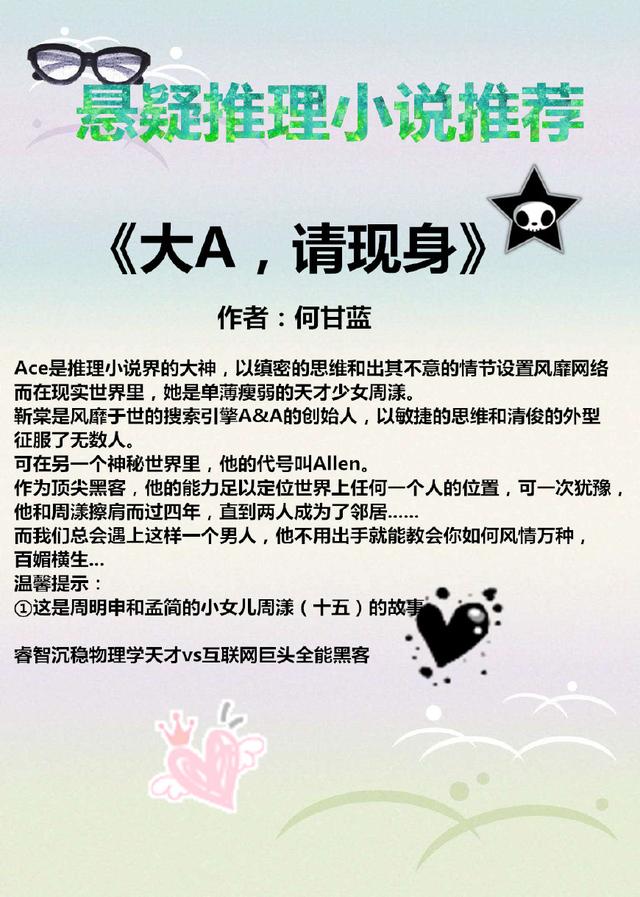 悬疑推理小说推荐
《大A，请现身》
作者：何甘蓝
Ace是推理小说界的大神，以缜密的思维和出其不意的情节设置风靡网络
而在现实世界里，她是单薄瘦弱的天才少女周漾。
靳棠是风靡于世的搜索引擎A&A的创始人，以敏捷的思维和清俊的外型
征服了无数人。
可在另一个神秘世界里，他的代号叫Allen。
作为顶尖黑客，他的能力足以定位世界上任何一个人的位置，可一次犹豫，
他和周漾擦肩而过四年，直到两人成为了邻居......
而我们总会遇上这样一个男人，他不用出手就能教会你如何风情万种，
百媚横生...
温馨提示：
①这是周明申和孟简的小女儿周漾（十五）的故事
睿智沉稳物理学天才vs互联网巨头全能黑客